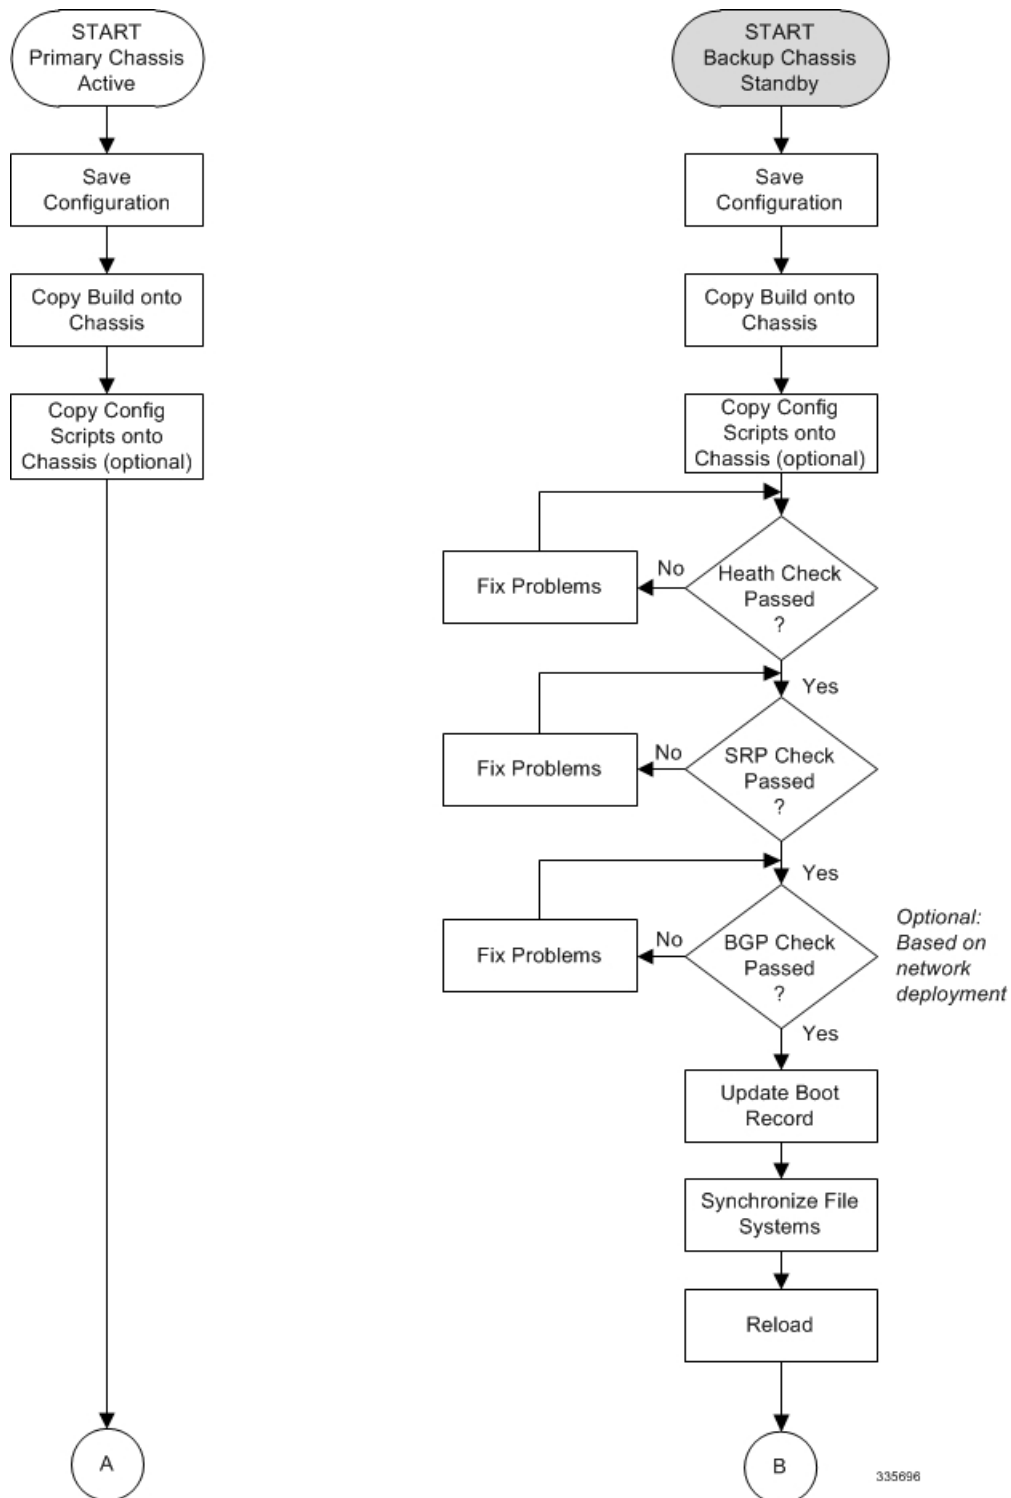 START
Primary Chassis
Active
Save
Configuration
Copy Build onto
Chassis
Copy Config
Scripts onto
Chassis (optional)
A
START
Backup Chassis
Standby
Save
Configuration
Copy Build onto
Chassis
Copy Config
Scripts onto
Chassis (optional)
Heath Check
Passed
?
No
Fix Problems
Yes
SRP Check
Passed
?
No
Fix Problems
Yes
BGP Check
Passed
?
No
Fix Problems
Optional:
Based on
network
deployment
Yes
Update Boot
Record
Synchronize File
Systems
Reload
B
335696